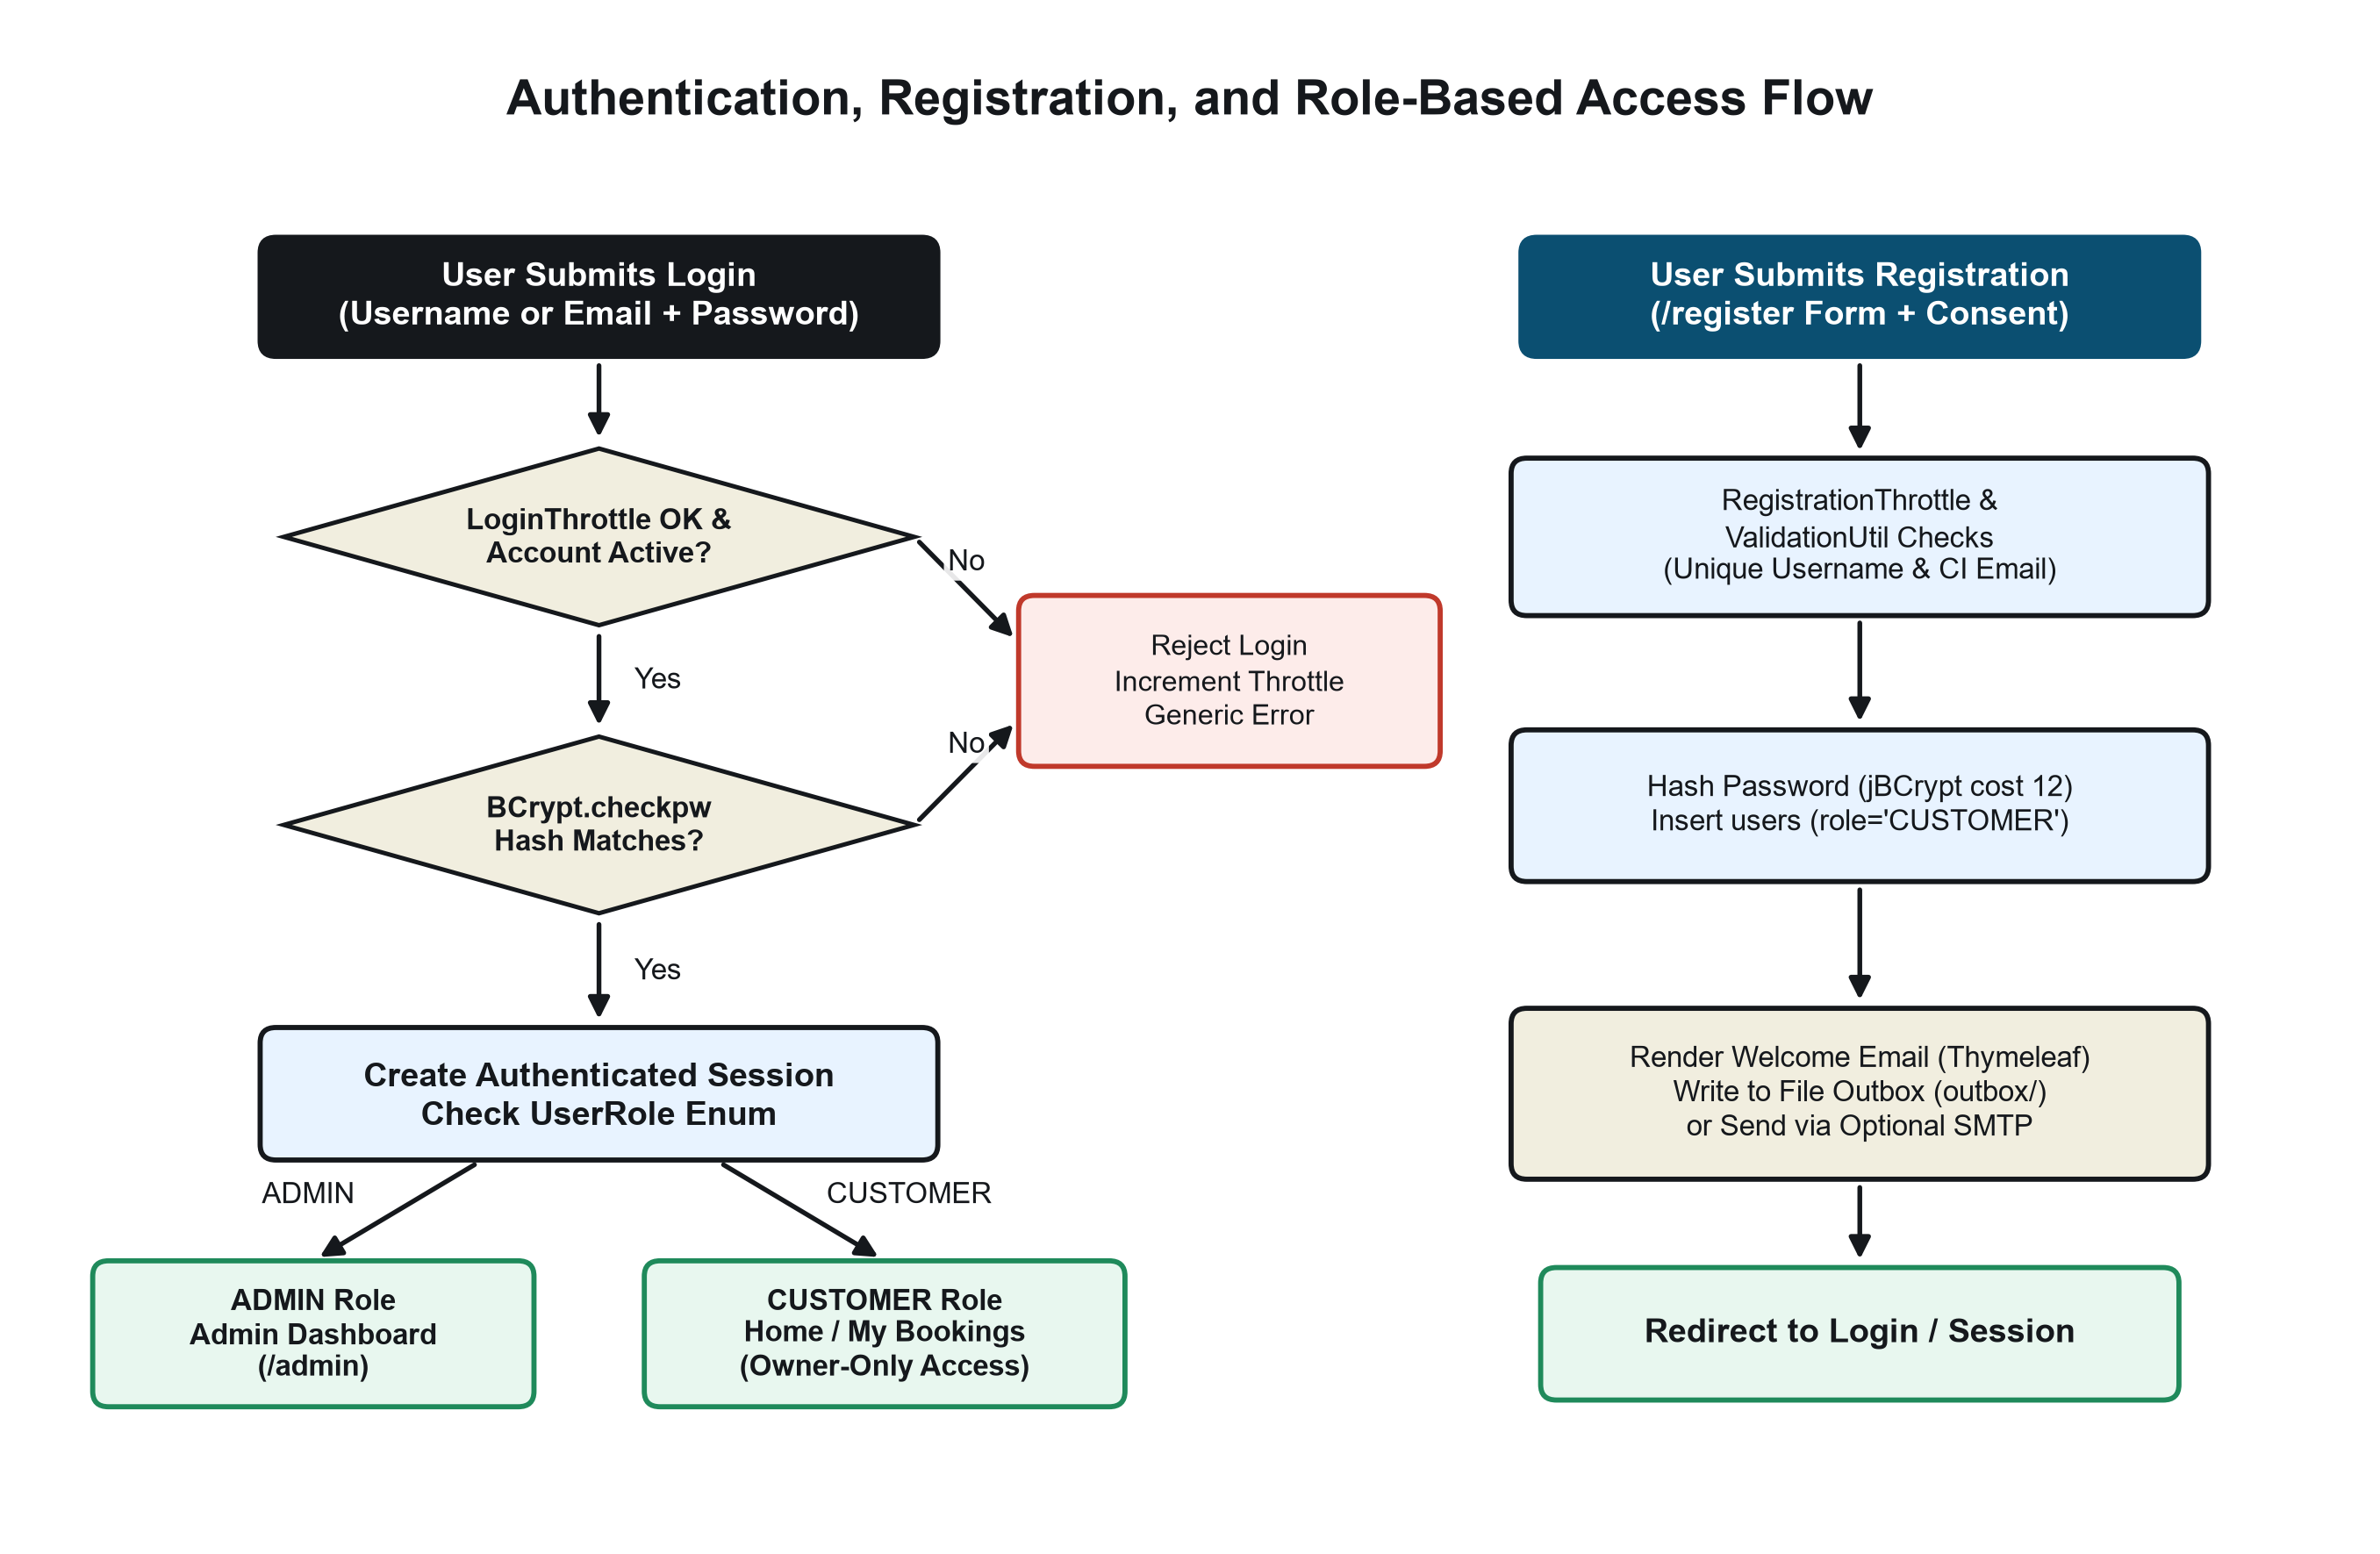 Authentication, Registration, and Role-Based Access Flow
User Submits Login
(Username or Email + Password)
LoginThrottle OK &
Account Active?
No
Yes
Reject Login
Increment Throttle
Generic Error
BCrypt.checkpw
Hash Matches?
No
Yes
Create Authenticated Session
Check UserRole Enum
ADMIN
CUSTOMER
ADMIN Role
Admin Dashboard
(/admin)
CUSTOMER Role
Home / My Bookings
(Owner-Only Access)
User Submits Registration
(/register Form + Consent)
RegistrationThrottle &
ValidationUtil Checks
(Unique Username & CI Email)
Hash Password (jBCrypt cost 12)
Insert users (role='CUSTOMER')
Render Welcome Email (Thymeleaf)
Write to File Outbox (outbox/)
or Send via Optional SMTP
Redirect to Login / Session